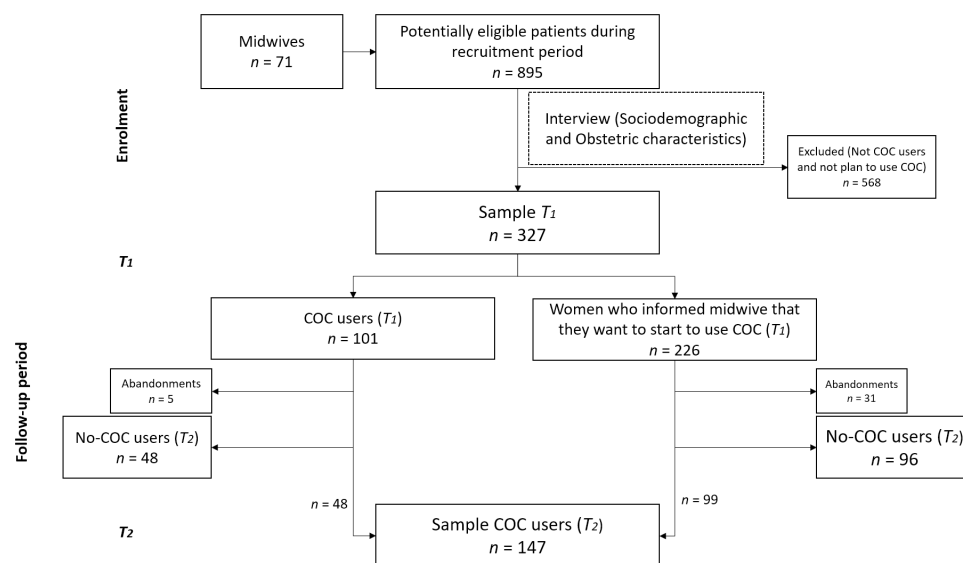 Midwives
n = 71
Potentially eligible patients during
recruitment period
n = 895
Enrolment
Interview (Sociodemographic
and Obstetric characteristics)
Excluded (Not COC users
and not plan to use COC)
n = 568
Sample T1
n = 327
T1
COC users (T1)
n = 101
Women who informed midwive that
they want to start to use COC (T1)
n = 226
Follow-up period
Abandonments
n = 5
Abandonments
n = 31
No-COC users (T2)
n = 48
No-COC users (T2)
n = 96
n = 48
n = 99
T2
Sample COC users (T2)
n = 147